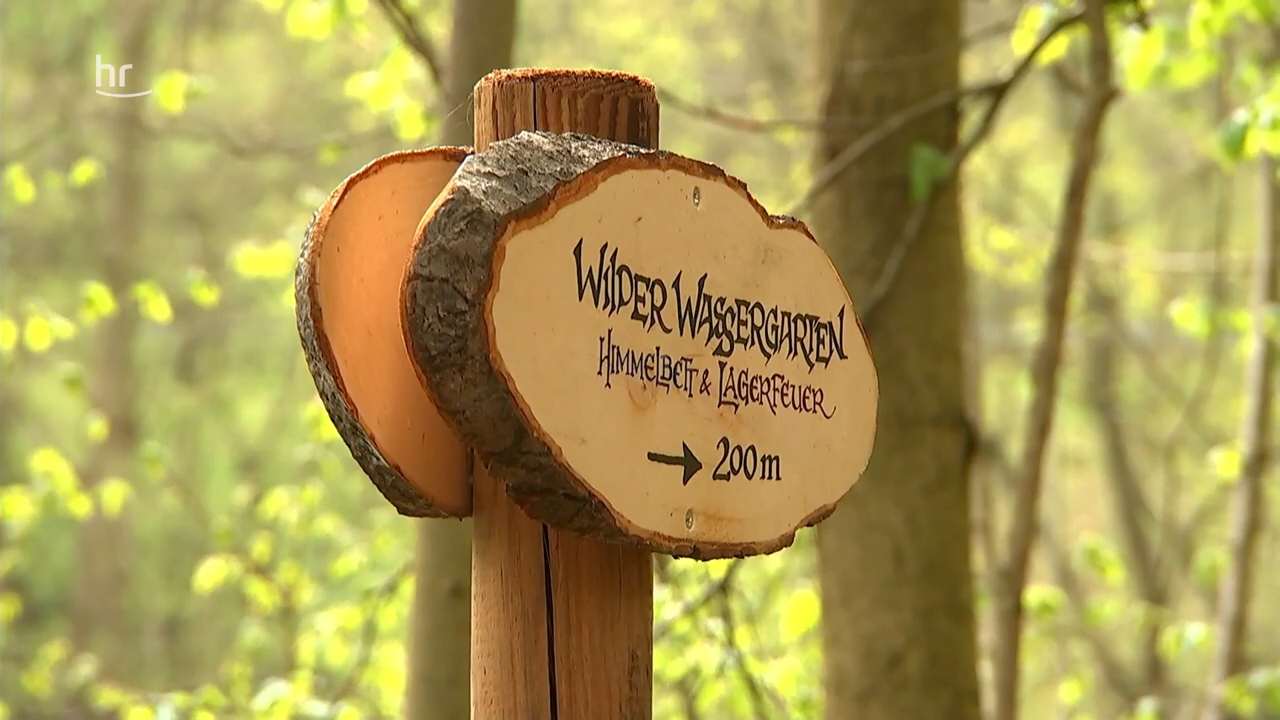 hr
WILDER WASSERGARTEN
HIMMELBETT & LAGERFEUER
→ 200m